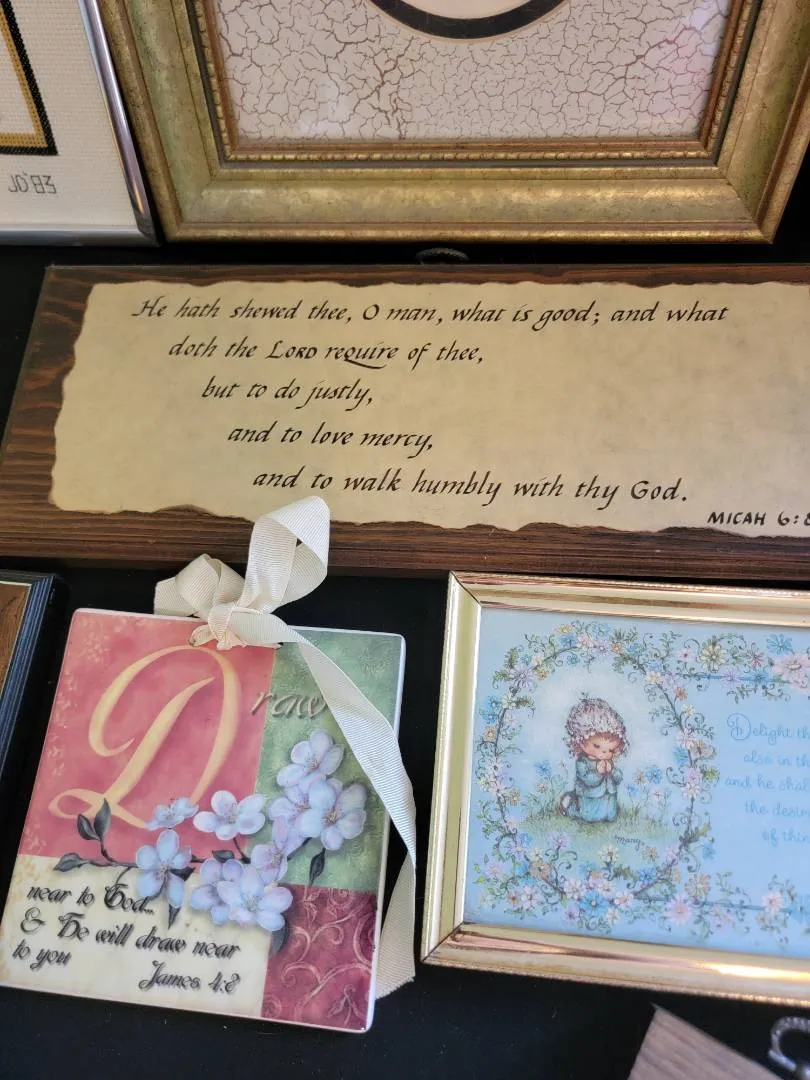 JD'83
He hath shewed thee, O man, what is good; and what
doth the LORD require of thee,
but to do justly,
and to love mercy,
and to walk humbly with thy God.
MICAH 6:8
Draw
near to God...
& He will draw near
to you
James 4:8
Delight th
also in th
and he shal
the desir
of thin